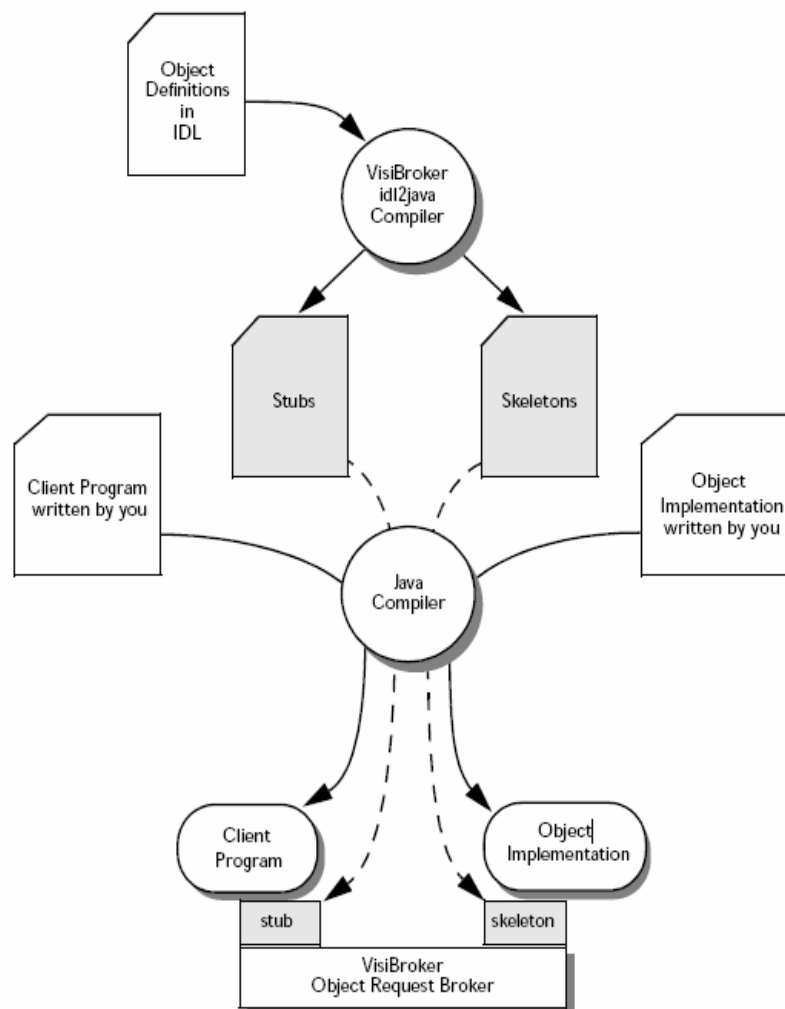 Object
Definitions
in
IDL
VisiBroker
idl2java
Compiler
Stubs
Skeletons
Client Program
written by you
Object
Implementation
written by you
Java
Compiler
Client
Program
Object
Implementation
stub
skeleton
VisiBroker
Object Request Broker